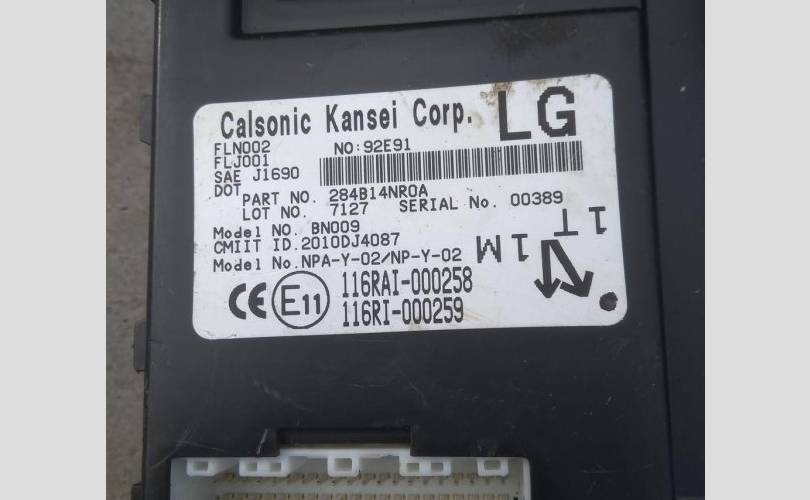 Calsonic Kansei Corp. LG
FLN002 NO:92E91
FLJ001
SAE J1690
DOT
PART NO. 284B14NR0A
LOT NO. 7127 SERIAL No. 00389
Model NO. BN009
CMIIT ID.2010DJ4087
Model No.NPA-Y-02/NP-Y-02
1M
1T
CE E11 116RAI-000258
116RI-000259